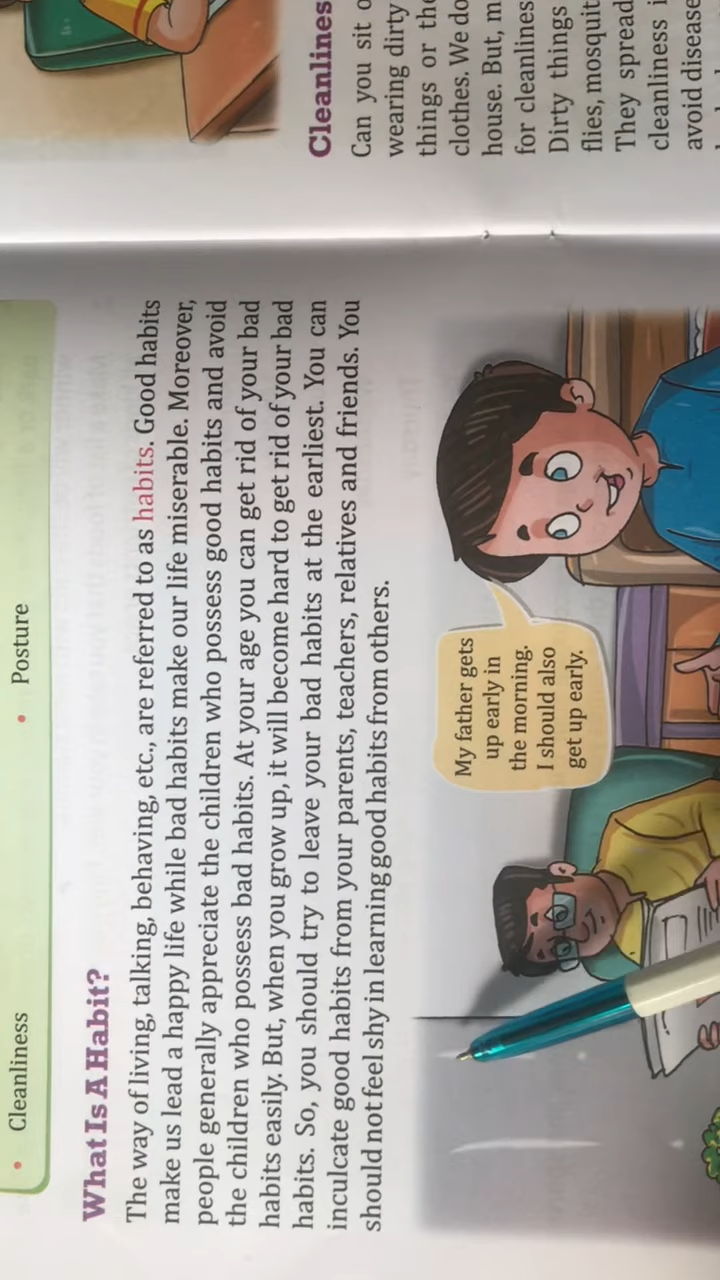 • Cleanliness
• Posture
What Is A Habit?
The way of living, talking, behaving, etc., are referred to as habits. Good habits
make us lead a happy life while bad habits make our life miserable. Moreover,
people generally appreciate the children who possess good habits and avoid
the children who possess bad habits. At your age you can get rid of your bad
habits easily. But, when you grow up, it will become hard to get rid of your bad
habits. So, you should try to leave your bad habits at the earliest. You can
inculcate good habits from your parents, teachers, relatives and friends. You
should not feel shy in learning good habits from others.
My father gets
up early in
the morning.
I should also
get up early.
Cleanlines
Can you sit
wearing dirty
things or the
clothes. We do
house. But, m
for cleanlines
Dirty things
flies, mosquit
They spread
cleanliness i
avoid disease